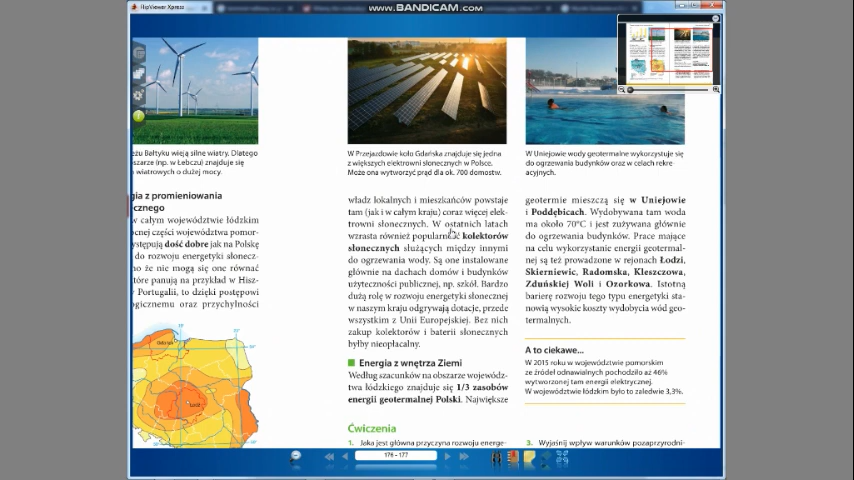 FlipViewer Xpress
WWW.BANDICAM.COM
eżu Bałtyku wieją silne wiatry. Dlatego
szarze (np. w Łebczu) znajduje się
wiatrowych o dużej mocy.
gia z promieniowania
cznego
w całym województwie łódzkim
cnej części województwa pomor-
stępują dość dobre jak na Polskę
do rozwoju energetyki słonecz-
o że nie mogą się one równać
tóre panują na przykład w Hisz-
Portugalii, to dzięki postępowi
ogicznemu oraz przychylności
W Przejazdowie koło Gdańska znajduje się jedna
z większych elektrowni słonecznych w Polsce.
Może ona wytworzyć prąd dla ok. 700 domostw.
władz lokalnych i mieszkańców powstaje
tam (jak i w całym kraju) coraz więcej elek-
trowni słonecznych. W ostatnich latach
wzrasta również popularność kolektorów
słonecznych służących między innymi
do ogrzewania wody. Są one instalowane
głównie na dachach domów i budynków
użyteczności publicznej, np. szkół. Bardzo
dużą rolę w rozwoju energetyki słonecznej
w naszym kraju odgrywają dotacje, przede
wszystkim z Unii Europejskiej. Bez nich
zakup kolektorów i baterii słonecznych
byłby nieopłacalny.
Energia z wnętrza Ziemi
Według szacunków na obszarze wojewódz-
twa łódzkiego znajduje się 1/3 zasobów
energii geotermalnej Polski. Największe
Ćwiczenia
1. Jaka jest główna przyczyna rozwoju energe-
W Uniejowie wody geotermalne wykorzystuje się
do ogrzewania budynków oraz w celach rekre-
acyjnych.
geotermie mieszczą się w Uniejowie
i Poddębicach. Wydobywana tam woda
ma około 70°C i jest zużywana głównie
do ogrzewania budynków. Prace mające
na celu wykorzystanie energii geotermal-
nej są też prowadzone w rejonach Łodzi,
Skierniewic, Radomska, Kleszczowa,
Zduńskiej Woli i Ozorkowa. Istotną
barierę rozwoju tego typu energetyki sta-
nowią wysokie koszty wydobycia wód geo-
termalnych.
A to ciekawe...
W 2015 roku w województwie pomorskim
ze źródeł odnawialnych pochodziło aż 46%
wytworzonej tam energii elektrycznej.
W województwie łódzkim było to zaledwie 3,9%.
3. Wyjaśnij wpływ warunków pozaprzyrodni-
176 - 177